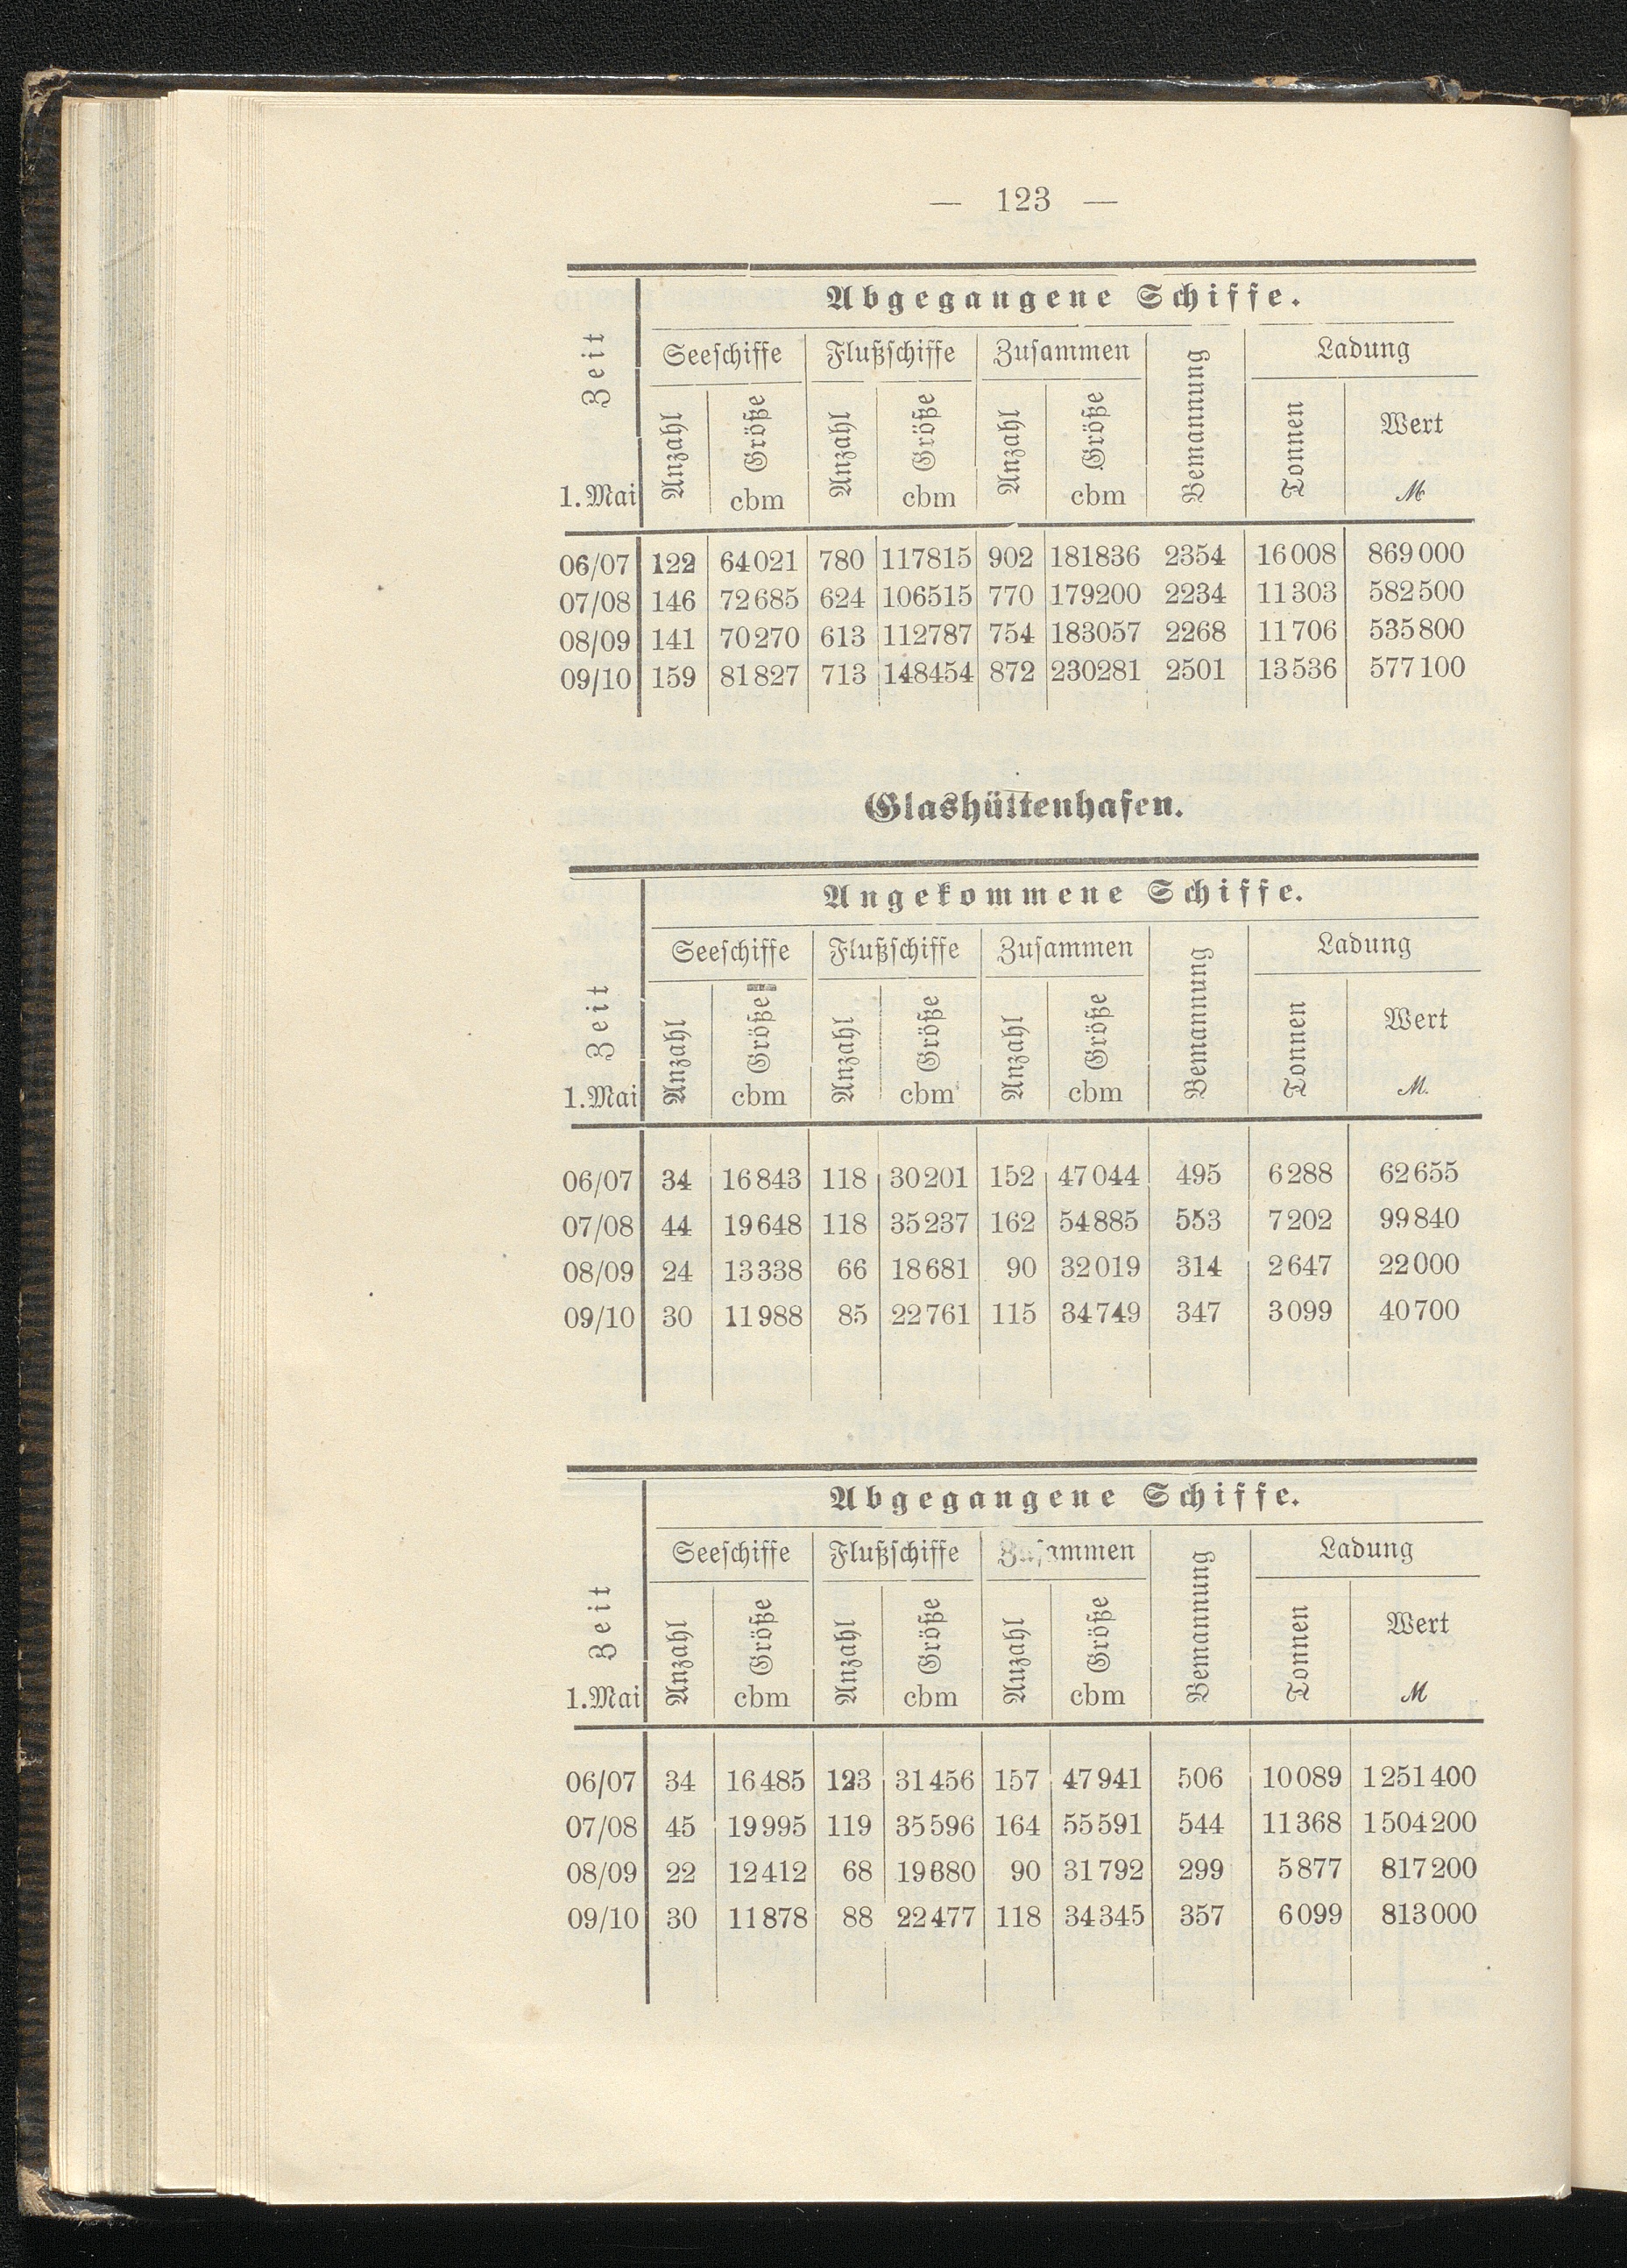 — 123 —
Abgegangene Schiffe.
Zeit Seeſchiffe Flußſchiffe Zuſammen Bemannung Ladung
Anzahl Größe Anzahl Größe Anzahl Größe Tonnen Wert
1. Mai cbm cbm cbm ℳ
06/07 122 64021 780 117815 902 181836 2354 16008 869000
07/08 146 72685 624 106515 770 179200 2234 11303 582500
08/09 141 70270 613 112787 754 183057 2268 11706 535800
09/10 159 81827 713 148454 872 230281 2501 13536 577100
Glashüttenhafen.
Angekommene Schiffe.
Zeit Seeſchiffe Flußſchiffe Zuſammen Bemannung Ladung
Anzahl Größe Anzahl Größe Anzahl Größe Tonnen Wert
1. Mai cbm cbm cbm ℳ.
06/07 34 16843 118 30201 152 47044 495 6288 62655
07/08 44 19648 118 35237 162 54885 553 7202 99840
08/09 24 13338 66 18681 90 32019 314 2647 22000
09/10 30 11988 85 22761 115 34749 347 3099 40700
Abgegangene Schiffe.
Zeit Seeſchiffe Flußſchiffe Zuſammen Bemannung Ladung
Anzahl Größe Anzahl Größe Anzahl Größe Tonnen Wert
1. Mai cbm cbm cbm ℳ
06/07 34 16485 123 31456 157 47941 506 10089 1251400
07/08 45 19995 119 35596 164 55591 544 11368 1504200
08/09 22 12412 68 19380 90 31792 299 5877 817200
09/10 30 11878 88 22477 118 34345 357 6099 813000